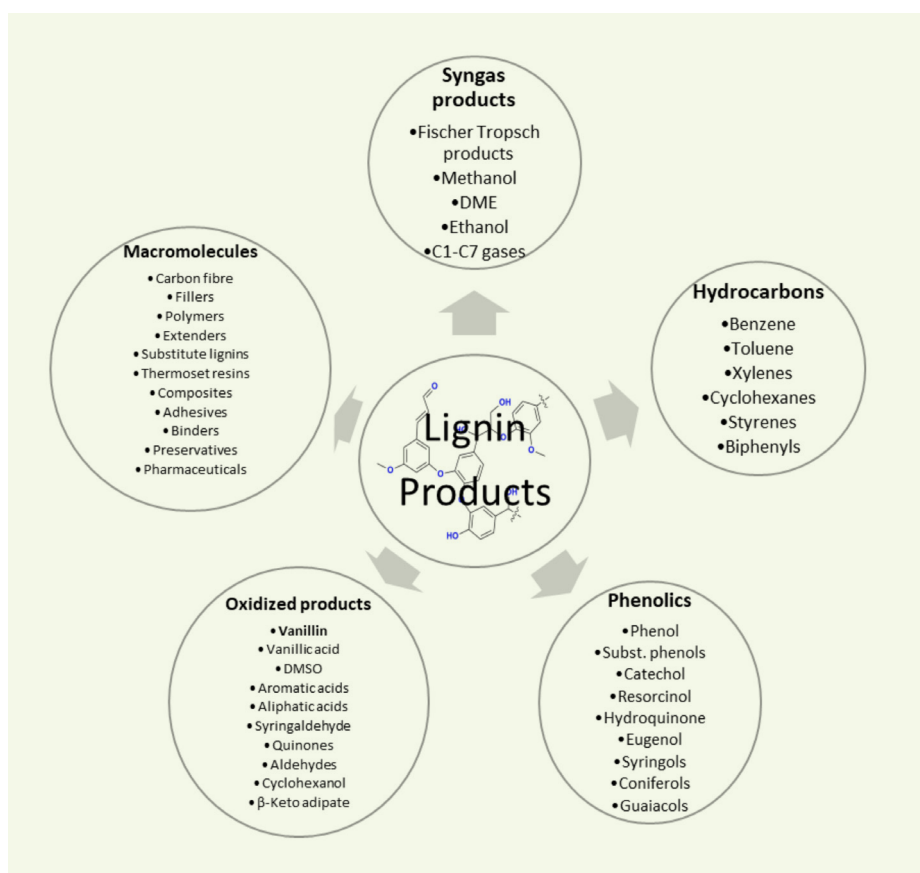 Syngas
products
•Fischer Tropsch
products
•Methanol
•DME
•Ethanol
•C1-C7 gases
Macromolecules
•Carbon fibre
•Fillers
•Polymers
•Extenders
•Substitute lignins
•Thermoset resins
•Composites
•Adhesives
•Binders
•Preservatives
•Pharmaceuticals
Hydrocarbons
•Benzene
•Toluene
•Xylenes
•Cyclohexanes
•Styrenes
•Biphenyls
O
OH
Lignin
O
O
O
Products
OH
HO
Oxidized products
•Vanillin
•Vanillic acid
•DMSO
•Aromatic acids
•Aliphatic acids
•Syringaldehyde
•Quinones
•Aldehydes
•Cyclohexanol
•β-Keto adipate
Phenolics
•Phenol
•Subst. phenols
•Catechol
•Resorcinol
•Hydroquinone
•Eugenol
•Syringols
•Coniferols
•Guaiacols